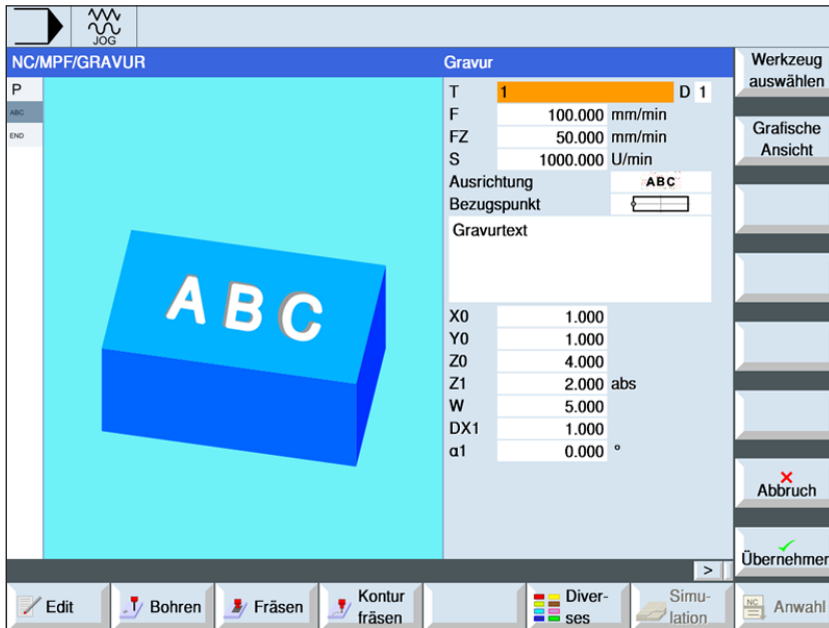 JOG
NC/MPF/GRAVUR
Gravur
P
ABC
END
T 1 D 1
F 100.000 mm/min
FZ 50.000 mm/min
S 1000.000 U/min
Ausrichtung ABC
Bezugspunkt
Gravurtext
X0 1.000
Y0 1.000
Z0 4.000
Z1 2.000 abs
W 5.000
DX1 1.000
α1 0.000 °
ABC
Werkzeug
auswählen
Grafische
Ansicht
Abbruch
Übernehmen
>
Edit
Bohren
Fräsen
Kontur
fräsen
Diver-
ses
Simu-
lation
NC
Anwahl